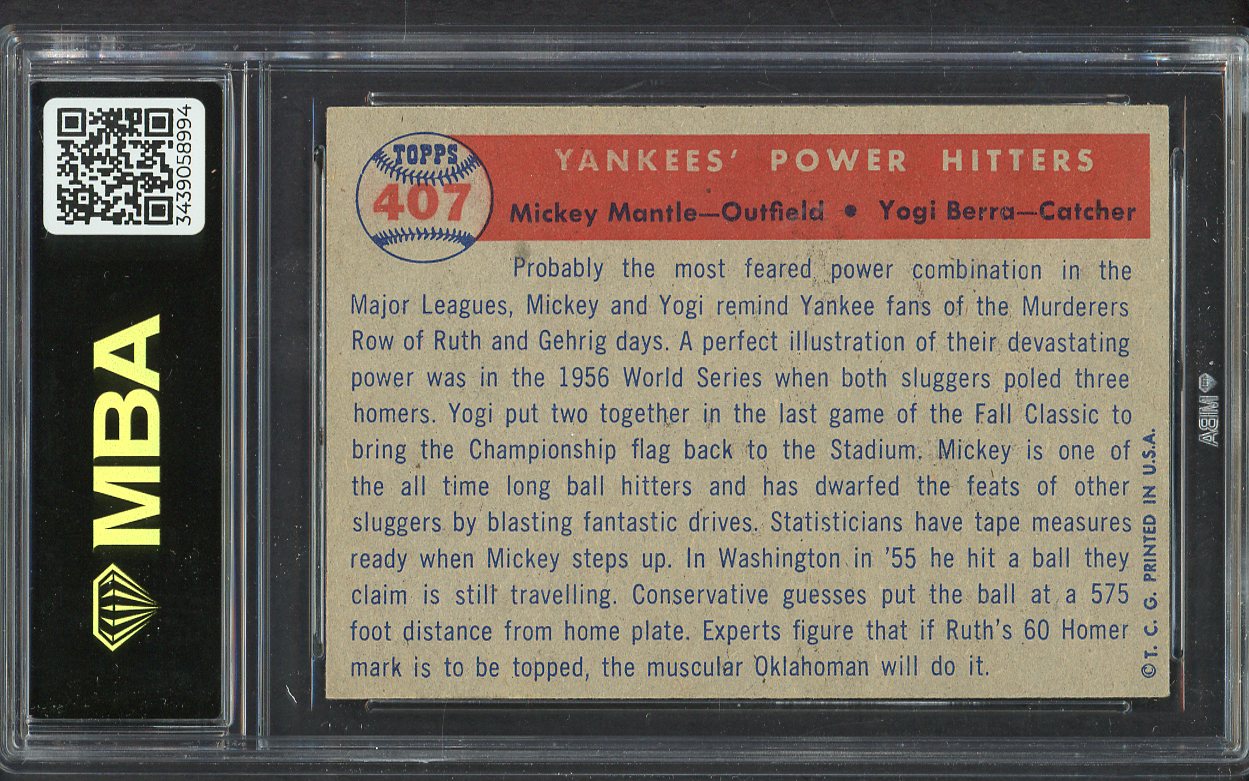 3439058994
MBA
TOPPS
407
YANKEES' POWER HITTERS
Mickey Mantle—Outfield • Yogi Berra—Catcher
Probably the most feared power combination in the
Major Leagues, Mickey and Yogi remind Yankee fans of the Murderers
Row of Ruth and Gehrig days. A perfect illustration of their devastating
power was in the 1956 World Series when both sluggers poled three
homers. Yogi put two together in the last game of the Fall Classic to
bring the Championship flag back to the Stadium. Mickey is one of
the all time long ball hitters and has dwarfed the feats of other
sluggers by blasting fantastic drives. Statisticians have tape measures
ready when Mickey steps up. In Washington in '55 he hit a ball they
claim is still travelling. Conservative guesses put the ball at a 575
foot distance from home plate. Experts figure that if Ruth's 60 Homer
mark is to be topped, the muscular Oklahoman will do it.
©T. C. G. PRINTED IN U.S.A.
MBA